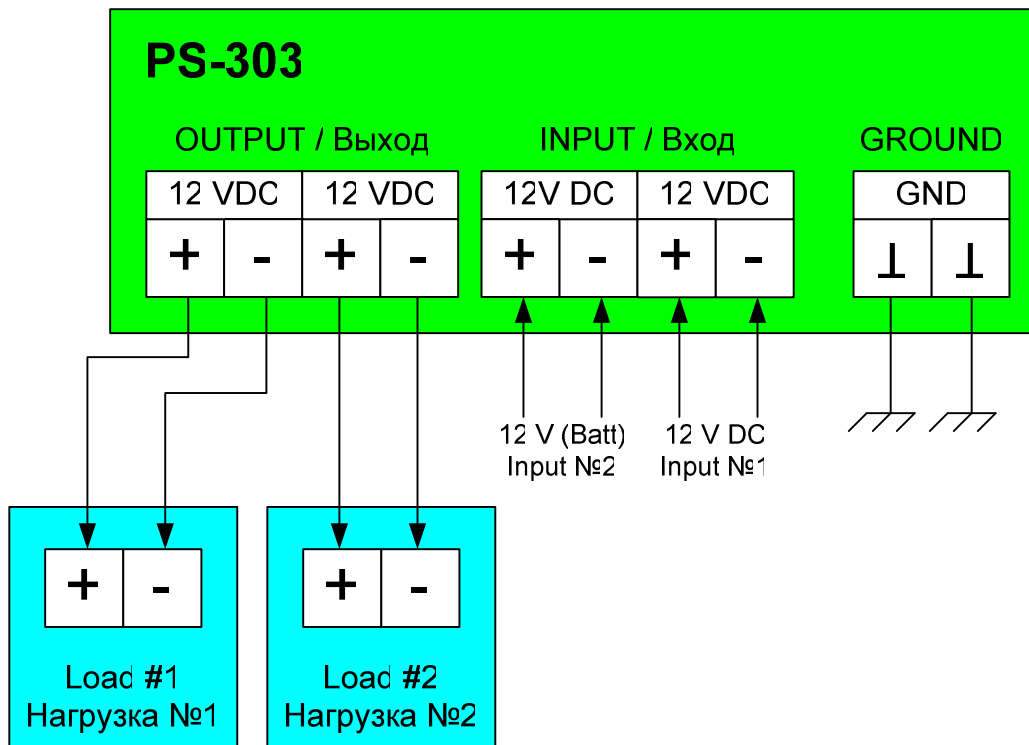 PS-303
OUTPUT / Выход INPUT / Вход GROUND
12 VDC 12 VDC 12V DC 12 VDC GND
+ - + - + - + - ⊥ ⊥
12 V (Batt) 12 V DC
Input №2 Input №1
+ - + -
Load #1 Load #2
Нагрузка №1 Нагрузка №2